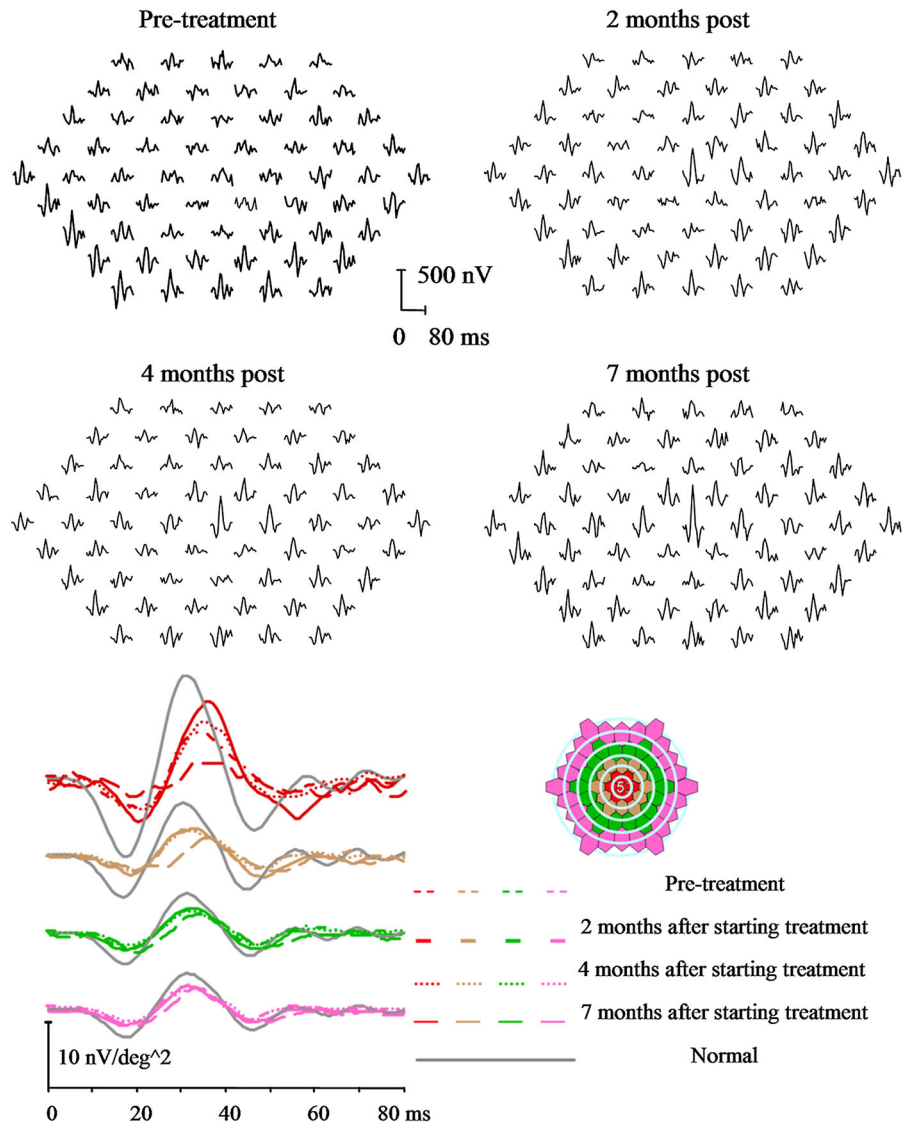 Pre-treatment
2 months post
500 nV
0 80 ms
4 months post
7 months post
5
Pre-treatment
2 months after starting treatment
4 months after starting treatment
7 months after starting treatment
Normal
10 nV/deg^2
0 20 40 60 80 ms